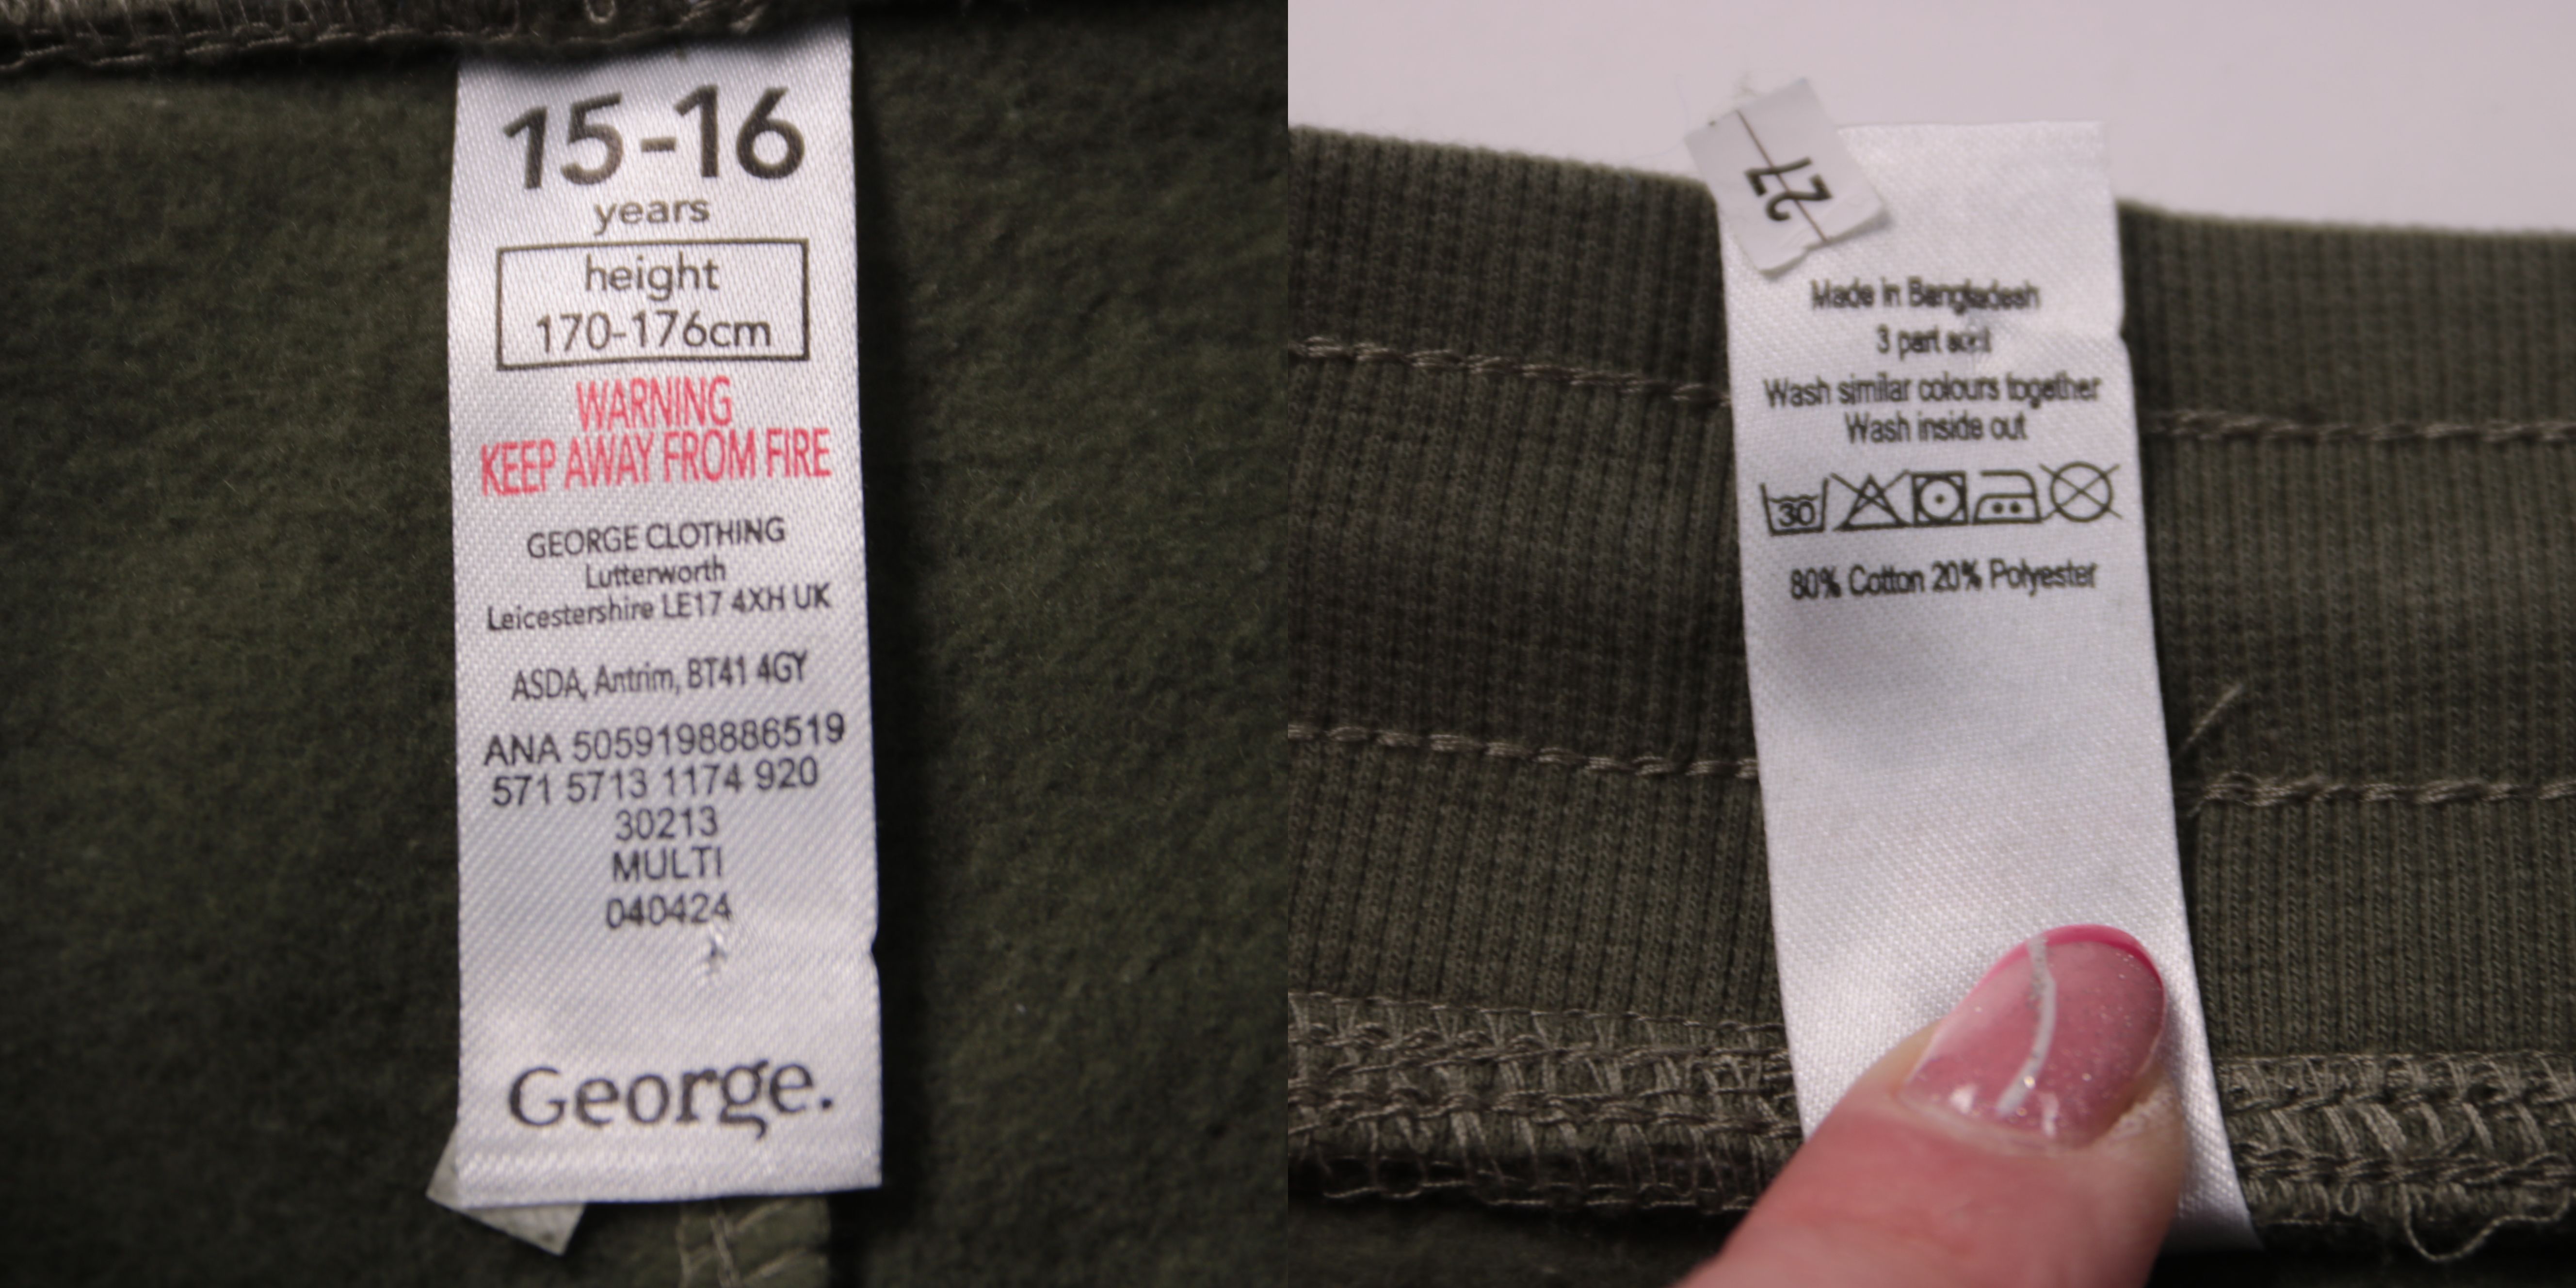 15-16
years
height
170-176cm
WARNING
KEEP AWAY FROM FIRE
GEORGE CLOTHING
Lutterworth
Leicestershire LE17 4XH UK
ASDA, Antrim, BT41 4GY
ANA 5059198886519
571 5713 1174 920
30213
MULTI
040424
George.
27
Made in Bangladesh
3 part
Wash similar colours together
Wash inside out
30
80% Cotton 20% Polyester